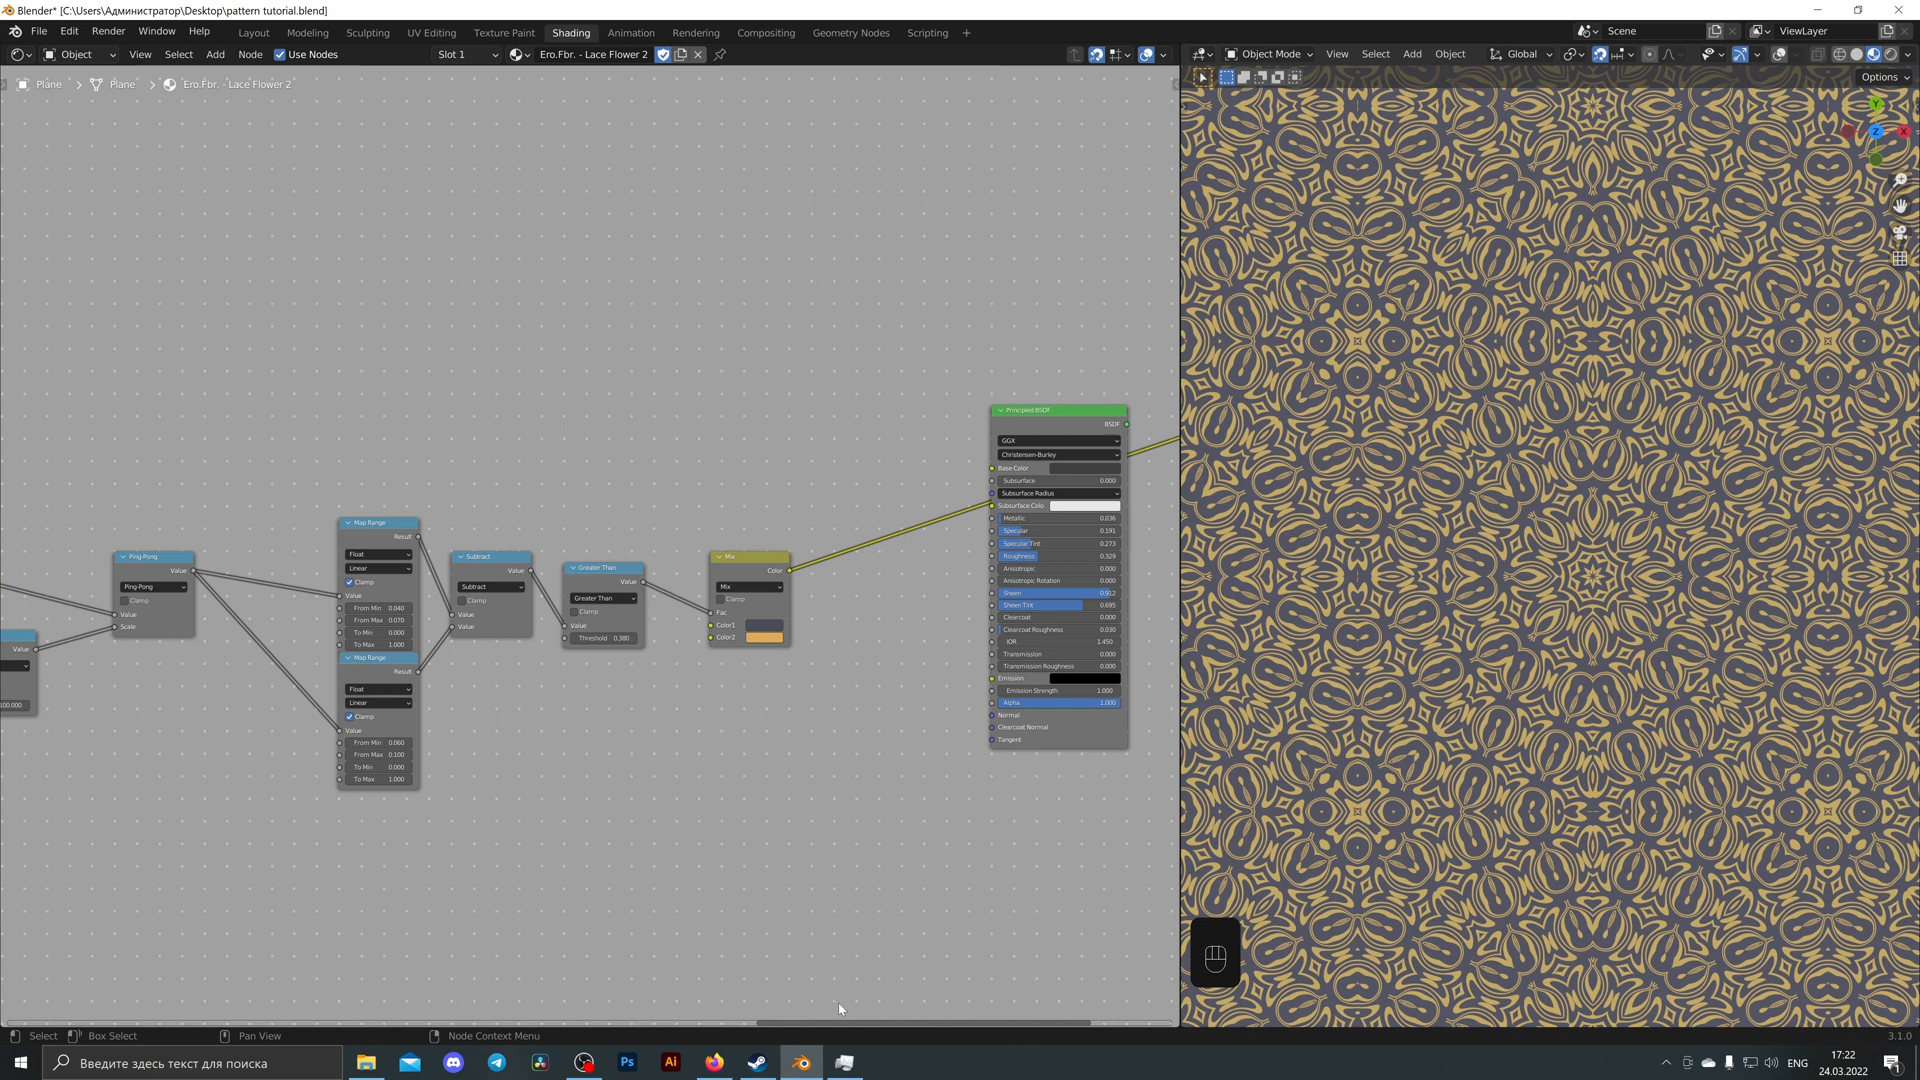 Blender* [C:\Users\Администратор\Desktop\pattern tutorial.blend]
File Edit Render Window Help Layout Modeling Sculpting UV Editing Texture Paint Shading Animation Rendering Compositing Geometry Nodes Scripting + Scene ViewLayer
Object View Select Add Node Use Nodes Slot 1 Ero.Fbr. - Lace Flower 2 Object Mode View Select Add Object Global
Options
Plane Plane Ero.Fbr. - Lace Flower 2
Y
Z
X
Ping-Pong
Value
Ping-Pong
Clamp
Value
Scale
Value
100.000
Map Range
Result
Float
Linear
Clamp
Value
From Min 0.040
From Max 0.070
To Min 0.000
To Max 1.000
Map Range
Result
Float
Linear
Clamp
Value
From Min 0.060
From Max 0.100
To Min 0.000
To Max 1.000
Subtract
Value
Subtract
Clamp
Value
Value
Greater Than
Value
Greater Than
Clamp
Value
Threshold 0.380
Mix
Color
Mix
Clamp
Fac
Color1
Color2
Principled BSDF
BSDF
GGX
Christensen-Burley
Base Color
Subsurface 0.000
Subsurface Radius
Subsurface Colo
Metallic 0.036
Specular 0.191
Specular Tint 0.273
Roughness 0.329
Anisotropic 0.000
Anisotropic Rotation 0.000
Sheen 0.912
Sheen Tint 0.695
Clearcoat 0.000
Clearcoat Roughness 0.030
IOR 1.450
Transmission 0.000
Transmission Roughness 0.000
Emission
Emission Strength 1.000
Alpha 1.000
Normal
Clearcoat Normal
Tangent
Select Box Select Pan View Node Context Menu 3.1.0
Введите здесь текст для поиска
Ps
Ai
ENG
17:22
24.03.2022
1